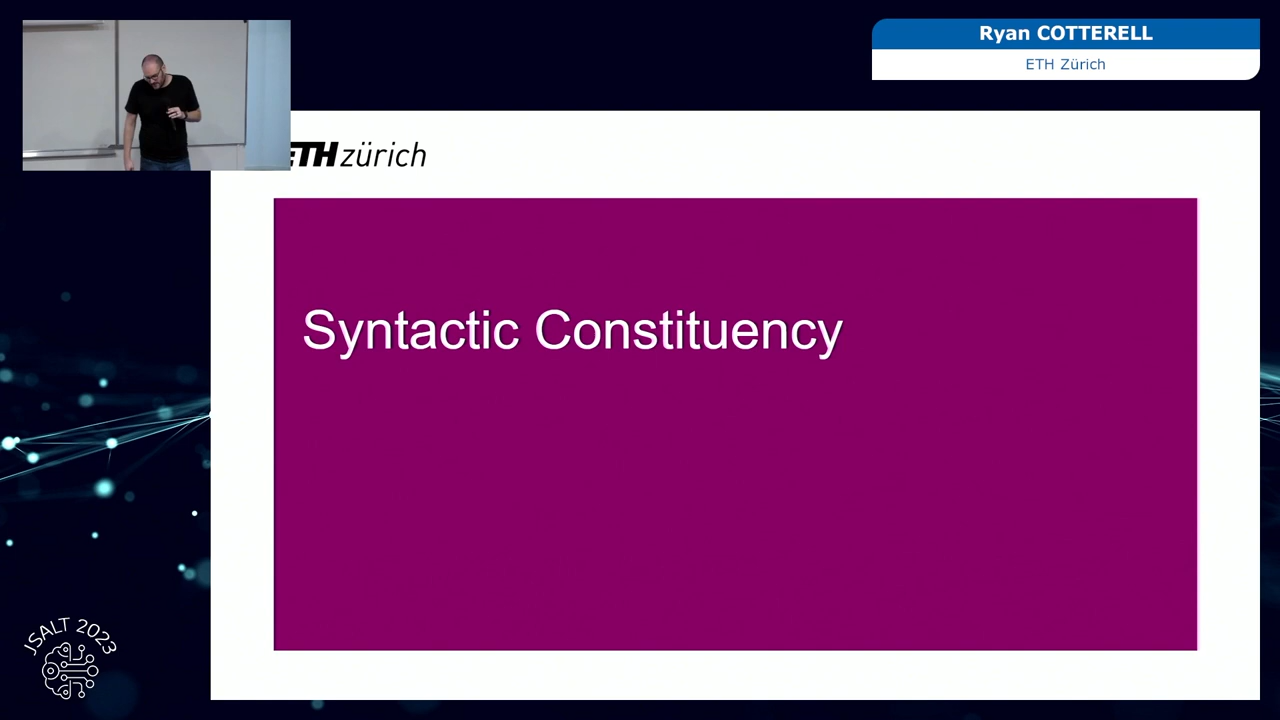 Ryan COTTERELL
ETH Zürich
ETH zürich
Syntactic Constituency
JSALT 2023